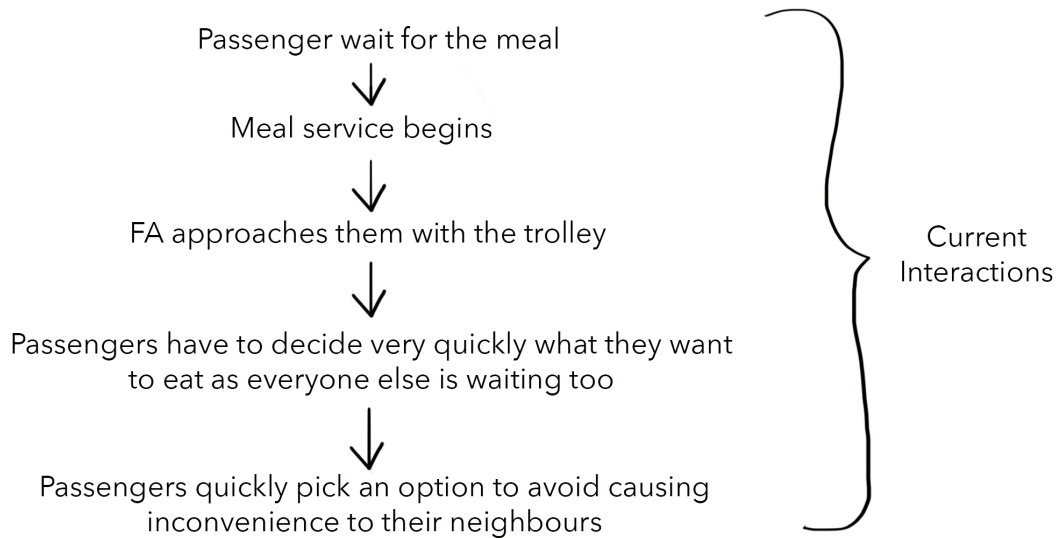 Passenger wait for the meal
Meal service begins
FA approaches them with the trolley
Passengers have to decide very quickly what they want
to eat as everyone else is waiting too
Passengers quickly pick an option to avoid causing
inconvenience to their neighbours
Current
Interactions